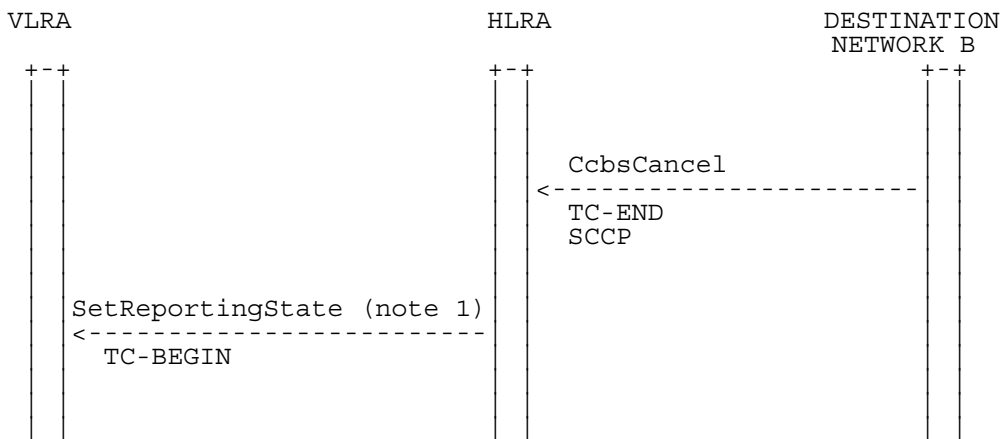 VLRA HLRA DESTINATION
NETWORK B
CcbsCancel
TC-END
SCCP
SetReportingState (note 1)
TC-BEGIN